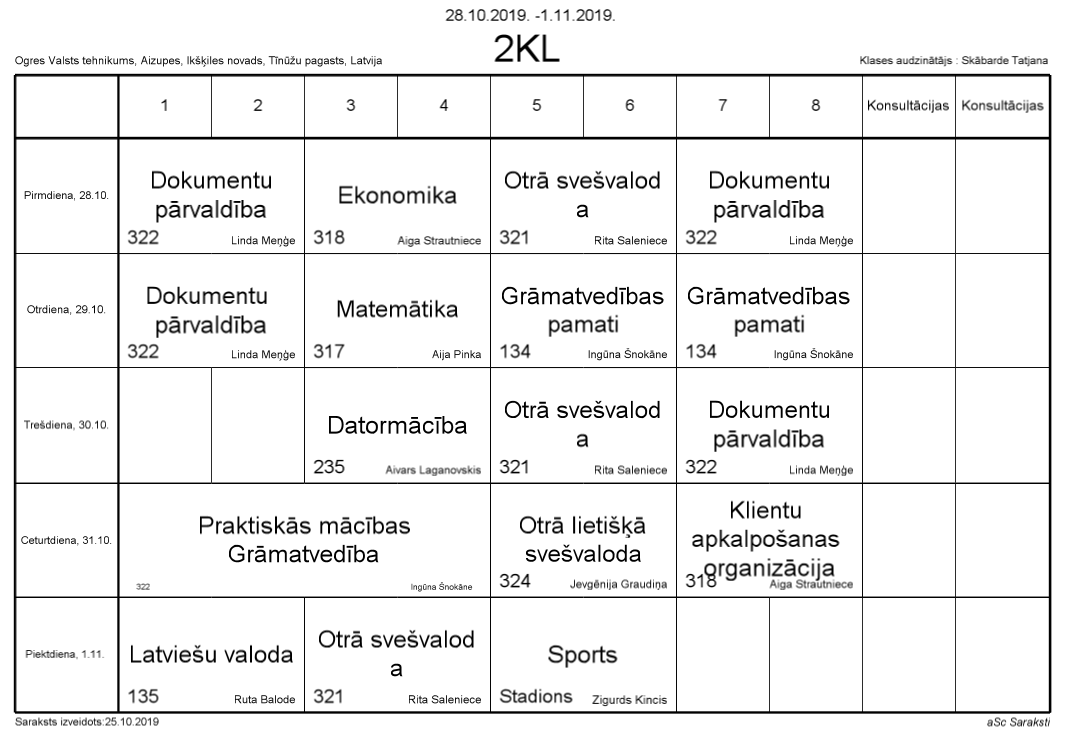 28.10.2019. -1.11.2019.
2KL
Ogres Valsts tehnikums, Aizupes, Ikšķiles novads, Tīnūžu pagasts, Latvija
Klases audzinātājs : Skābarde Tatjana
1 2 3 4 5 6 7 8 Konsultācijas Konsultācijas
Pirmdiena, 28.10.
Dokumentu
pārvaldība
322 Linda Meņģe
Ekonomika
318 Aiga Strautniece
Otrā svešvalod
a
321 Rita Saleniece
Dokumentu
pārvaldība
322 Linda Meņģe
Otrdiena, 29.10.
Dokumentu
pārvaldība
322 Linda Meņģe
Matemātika
317 Aija Pinka
Grāmatvedības
pamati
134 Ingūna Šnokāne
Grāmatvedības
pamati
134 Ingūna Šnokāne
Trešdiena, 30.10.
Datormācība
235 Aivars Laganovskis
Otrā svešvalod
a
321 Rita Saleniece
Dokumentu
pārvaldība
322 Linda Meņģe
Ceturtdiena, 31.10.
Praktiskās mācības
Grāmatvedība
322 Ingūna Šnokāne
Otrā lietišķā
svešvaloda
324 Jevgēnija Graudiņa
Klientu
apkalpošanas
organizācija
318 Aiga Strautniece
Piektdiena, 1.11.
Latviešu valoda
135 Ruta Balode
Otrā svešvalod
a
321 Rita Saleniece
Sports
Stadions Zigurds Kincis
Saraksts izveidots:25.10.2019
aSc Saraksti